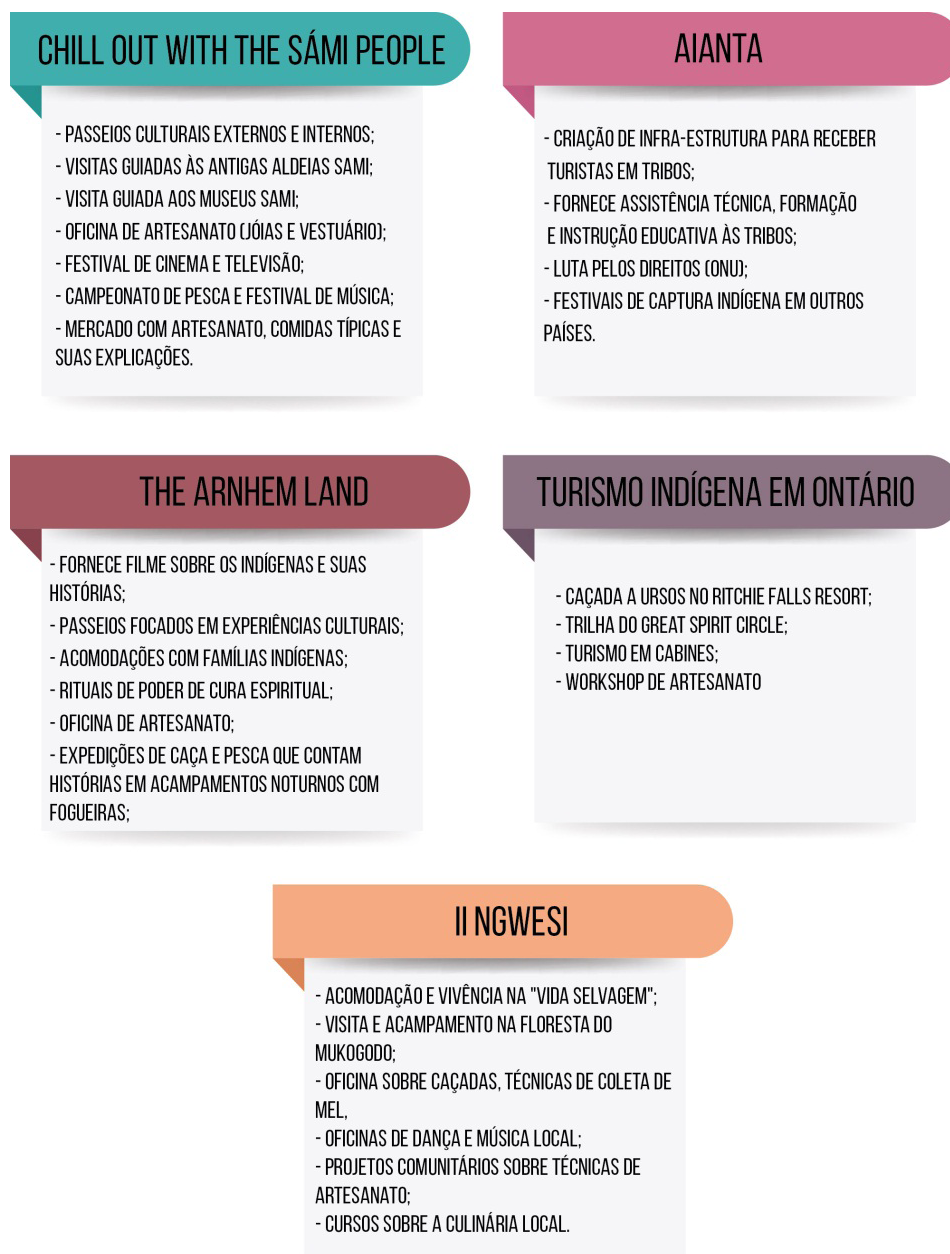 CHILL OUT WITH THE SÁMI PEOPLE
- PASSEIOS CULTURAIS EXTERNOS E INTERNOS;
- VISITAS GUIADAS ÀS ANTIGAS ALDEIAS SAMI;
- VISITA GUIADA AOS MUSEUS SAMI;
- OFICINA DE ARTESANATO (JÓIAS E VESTUÁRIO);
- FESTIVAL DE CINEMA E TELEVISÃO;
- CAMPEONATO DE PESCA E FESTIVAL DE MÚSICA;
- MERCADO COM ARTESANATO, COMIDAS TÍPICAS E
SUAS EXPLICAÇÕES.
AIANTA
- CRIAÇÃO DE INFRA-ESTRUTURA PARA RECEBER
TURISTAS EM TRIBOS;
- FORNECE ASSISTÊNCIA TÉCNICA, FORMAÇÃO
E INSTRUÇÃO EDUCATIVA ÀS TRIBOS;
- LUTA PELOS DIREITOS (ONU);
- FESTIVAIS DE CAPTURA INDÍGENA EM OUTROS
PAÍSES.
THE ARNHEM LAND
- FORNECE FILME SOBRE OS INDÍGENAS E SUAS
HISTÓRIAS;
- PASSEIOS FOCADOS EM EXPERIÊNCIAS CULTURAIS;
- ACOMODAÇÕES COM FAMÍLIAS INDÍGENAS;
- RITUAIS DE PODER DE CURA ESPIRITUAL;
- OFICINA DE ARTESANATO;
- EXPEDIÇÕES DE CAÇA E PESCA QUE CONTAM
HISTÓRIAS EM ACAMPAMENTOS NOTURNOS COM
FOGUEIRAS;
TURISMO INDÍGENA EM ONTÁRIO
- CAÇADA A URSOS NO RITCHIE FALLS RESORT;
- TRILHA DO GREAT SPIRIT CIRCLE;
- TURISMO EM CABINES;
- WORKSHOP DE ARTESANATO
II NGWESI
- ACOMODAÇÃO E VIVÊNCIA NA "VIDA SELVAGEM";
- VISITA E ACAMPAMENTO NA FLORESTA DO
MUKOGODO;
- OFICINA SOBRE CAÇADAS, TÉCNICAS DE COLETA DE
MEL,
- OFICINAS DE DANÇA E MÚSICA LOCAL;
- PROJETOS COMUNITÁRIOS SOBRE TÉCNICAS DE
ARTESANATO;
- CURSOS SOBRE A CULINÁRIA LOCAL.